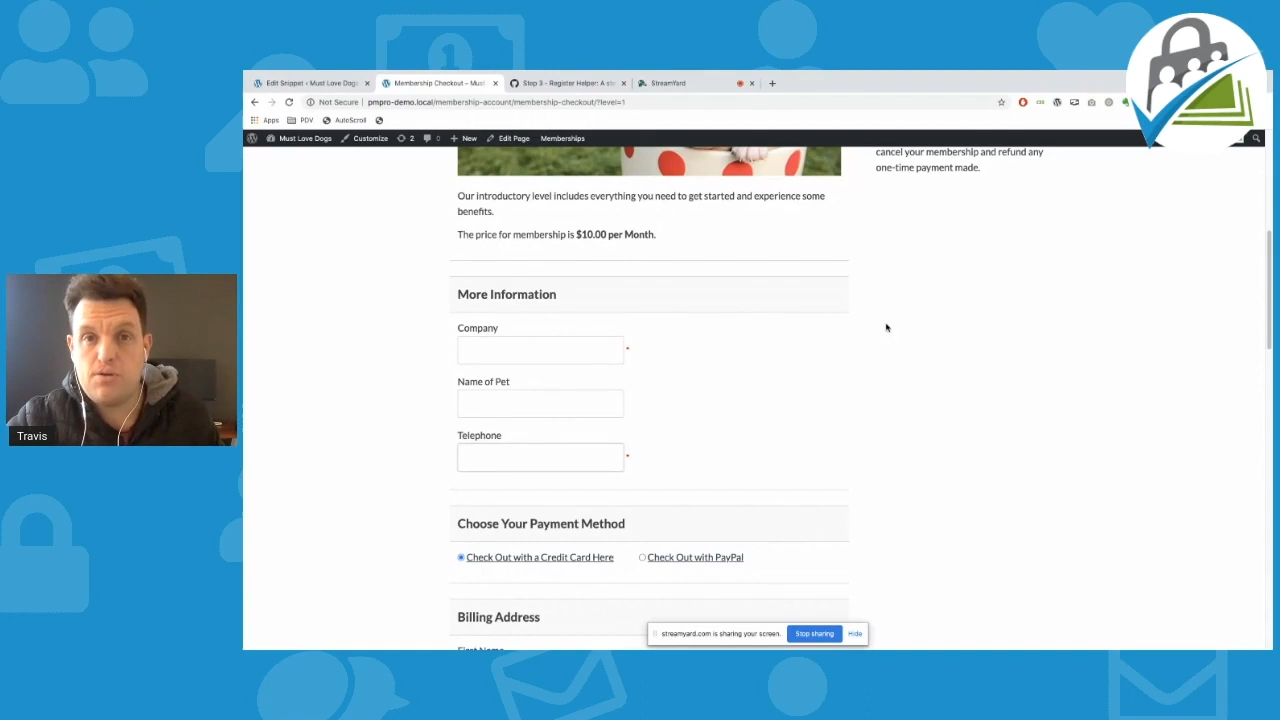 Edit Snippet ‹ Must Love Dogs
Membership Checkout – Must
Step 3 - Register Helper: A ste
StreamYard
Not Secure
pmpro-demo.local/membership-account/membership-checkout/?level=1
Apps
PDV
AutoScroll
Must Love Dogs
Customize
2
0
New
Edit Page
Memberships
cancel your membership and refund any
one-time payment made.
Our introductory level includes everything you need to get started and experience some
benefits.
The price for membership is $10.00 per Month.
More Information
Company
*
Name of Pet
Telephone
*
Choose Your Payment Method
Check Out with a Credit Card Here
Check Out with PayPal
Billing Address
streamyard.com is sharing your screen.
Stop sharing
Hide
First Name
Travis